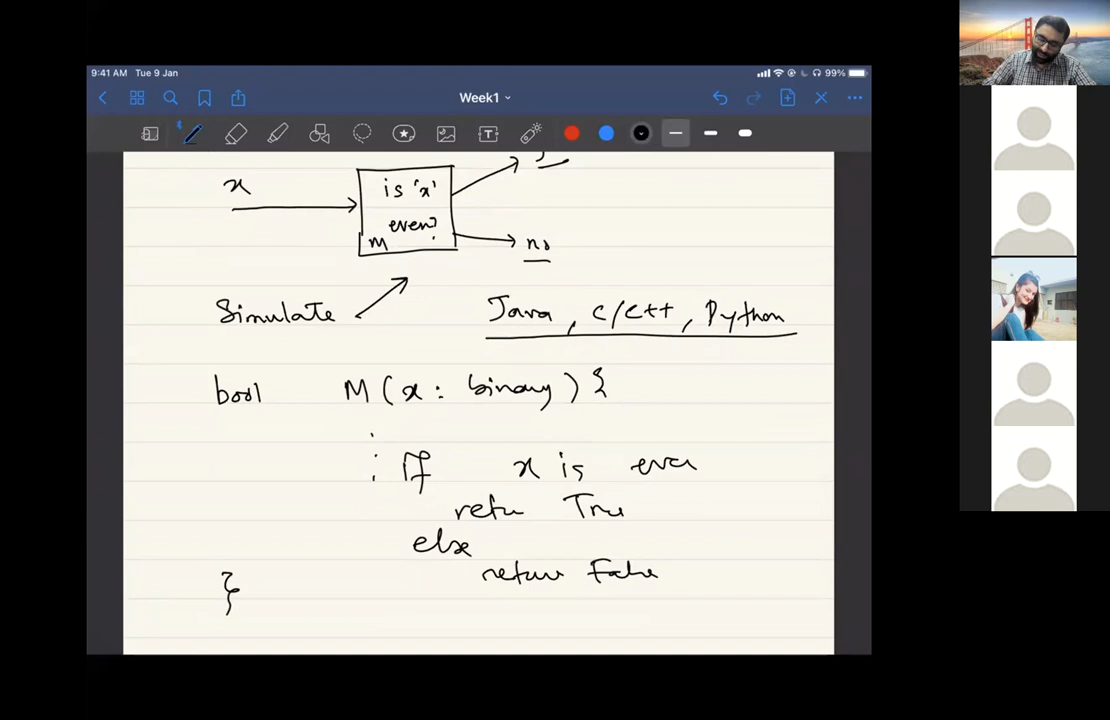 9:41 AM Tue 9 Jan
99%
Week1
x
is 'x'
even?
M
no
Simulate
Java, C/C++, Python
bool M(x: binary) {
If x is even
retu True
else
return False
}